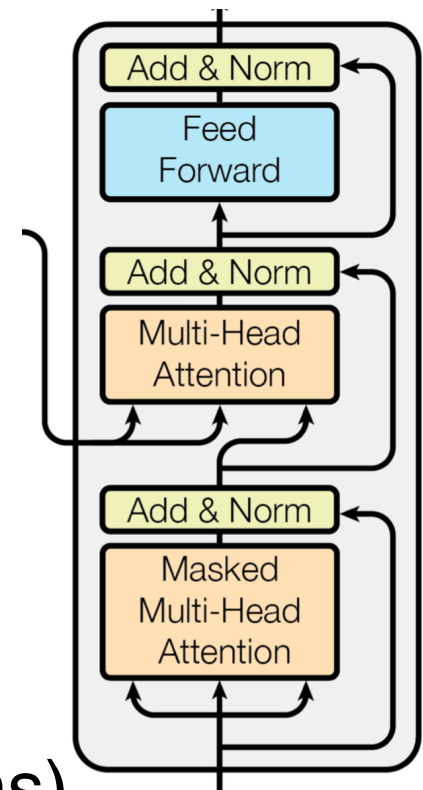 Add & Norm
Feed
Forward
Add & Norm
Multi-Head
Attention
Add & Norm
Masked
Multi-Head
Attention